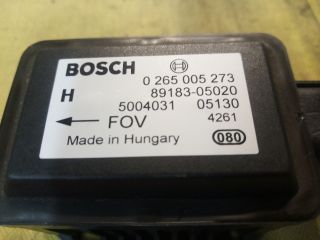 BOSCH
0 265 005 273
H 89183-05020
5004031 05130
← FOV 4261
Made in Hungary 080